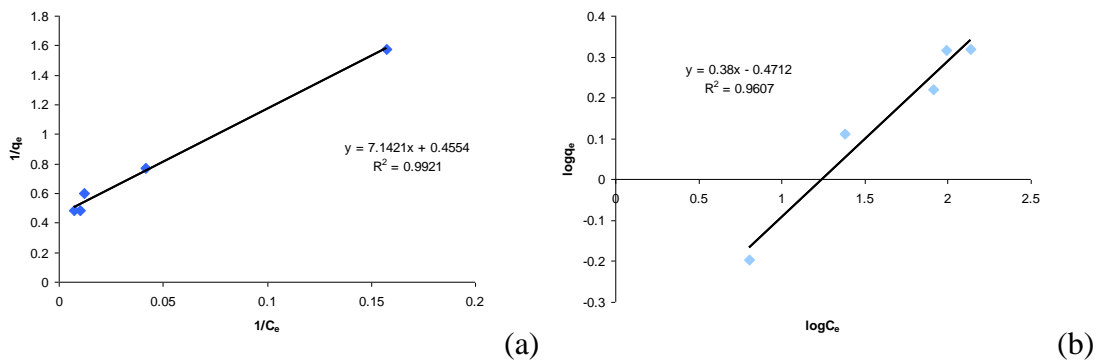 1.8
1.6
1.4
1.2
1
0.8
0.6
0.4
0.2
0
1/qₑ
y = 7.1421x + 0.4554
R² = 0.9921
0 0.05 0.1 0.15 0.2
1/Cₑ
(a)
0.4
0.3
0.2
0.1
0
-0.1
-0.2
-0.3
logqₑ
y = 0.38x - 0.4712
R² = 0.9607
0 0.5 1 1.5 2 2.5
logCₑ
(b)